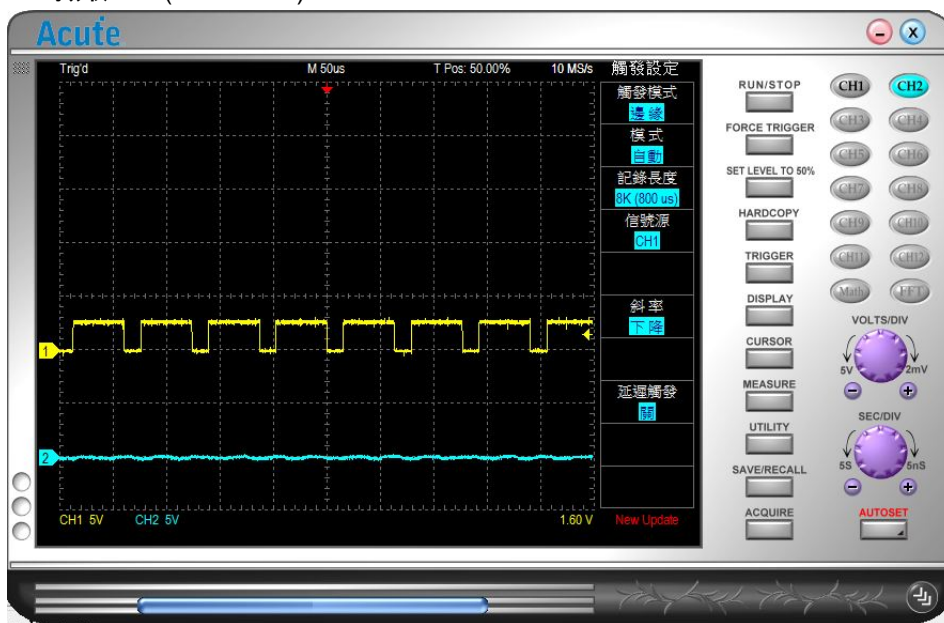 Acute
Trig'd M 50us T Pos: 50.00% 10 MS/s
觸發設定
觸發模式
邊緣
模式
自動
記錄長度
8K (800 us)
信號源
CH1
斜率
下降
延遲觸發
關
1
2
CH1 5V CH2 5V 1.60 V New Update
RUN/STOP
FORCE TRIGGER
SET LEVEL TO 50%
HARDCOPY
TRIGGER
DISPLAY
CURSOR
MEASURE
UTILITY
SAVE/RECALL
ACQUIRE
CH1 CH2
CH3 CH4
CH5 CH6
CH7 CH8
CH9 CH10
CH11 CH12
Math FFT
VOLTS/DIV
5V 2mV
SEC/DIV
5S 5nS
AUTOSET